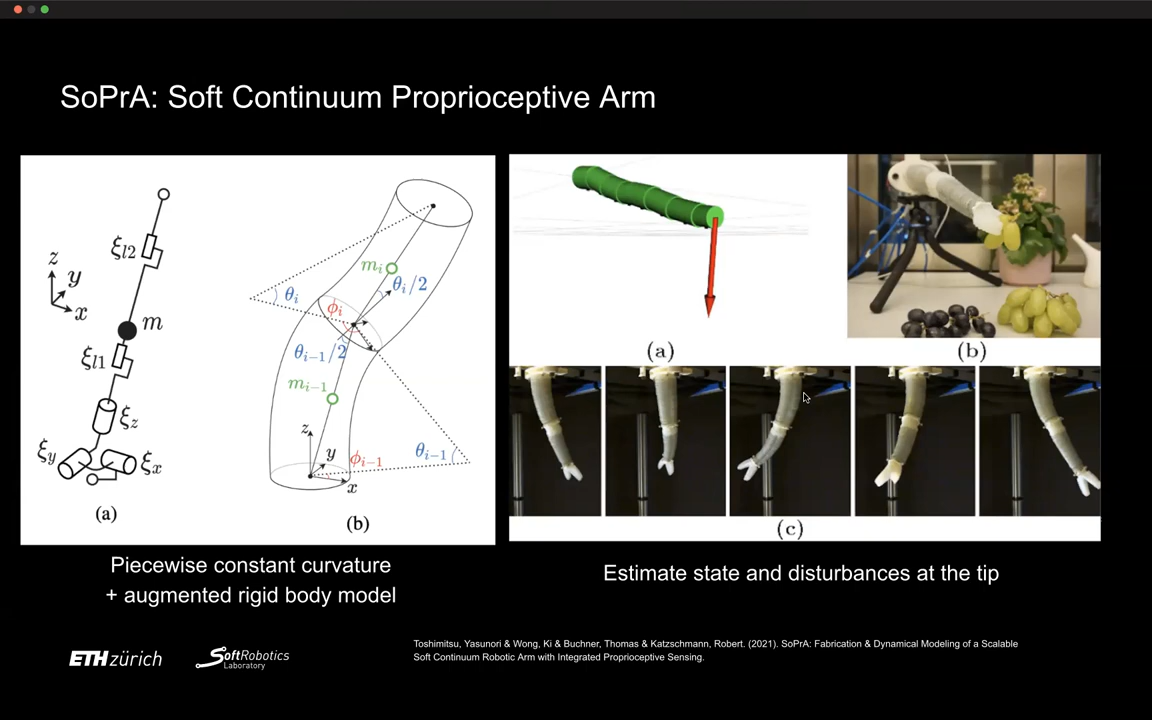 SoPrA: Soft Continuum Proprioceptive Arm
ξl2
z
y
x
m
ξl1
ξz
ξy
ξx
(a)
mi
θi/2
θi
ϕi
θi−1/2
mi−1
z
y
x
ϕi−1
θi−1
(b)
(a)
(b)
(c)
Piecewise constant curvature
+ augmented rigid body model
Estimate state and disturbances at the tip
ETH zürich
SoftRobotics
Laboratory
Toshimitsu, Yasunori & Wong, Ki & Buchner, Thomas & Katzschmann, Robert. (2021). SoPrA: Fabrication & Dynamical Modeling of a Scalable
Soft Continuum Robotic Arm with Integrated Proprioceptive Sensing.